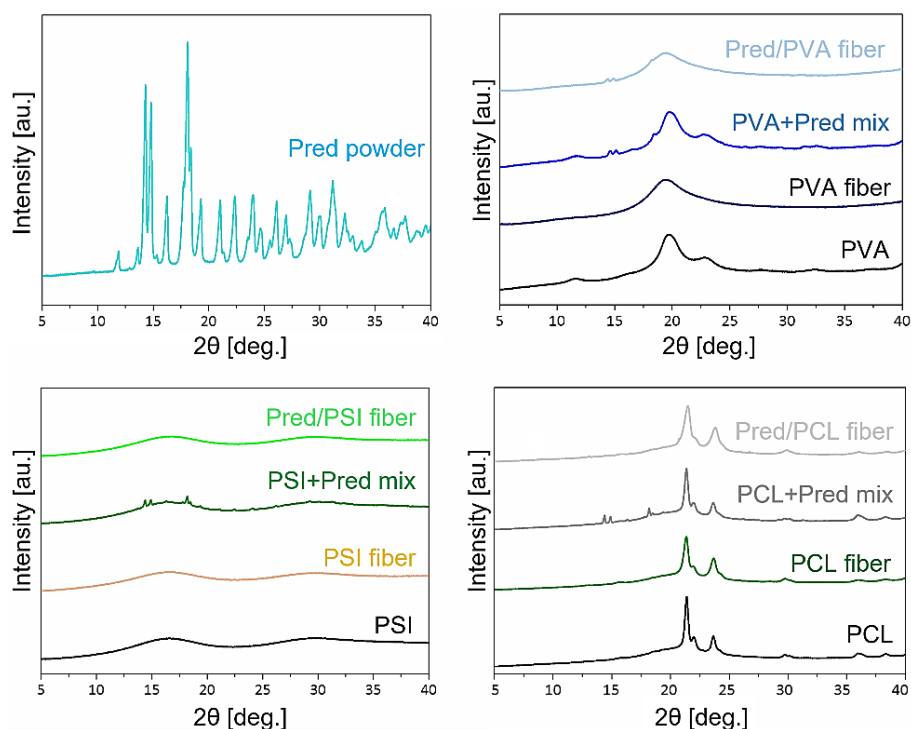 Intensity [au.]
Pred powder
5 10 15 20 25 30 35 40
2θ [deg.]
Intensity [au.]
Pred/PVA fiber
PVA+Pred mix
PVA fiber
PVA
5 10 15 20 25 30 35 40
2θ [deg.]
Intensity [au.]
Pred/PSI fiber
PSI+Pred mix
PSI fiber
PSI
5 10 15 20 25 30 35 40
2θ [deg.]
Intensity [au.]
Pred/PCL fiber
PCL+Pred mix
PCL fiber
PCL
5 10 15 20 25 30 35 40
2θ [deg.]